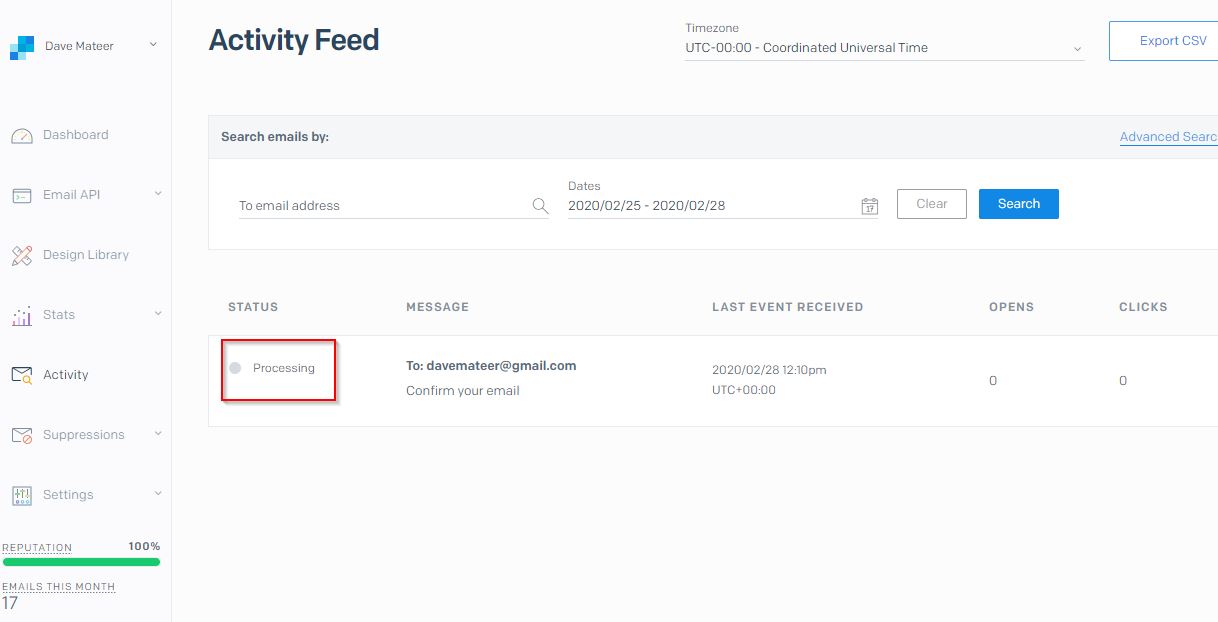 Dave Mateer
Dashboard
Email API
Design Library
Stats
Activity
Suppressions
Settings
REPUTATION 100%
EMAILS THIS MONTH
17
Activity Feed
Timezone
UTC-00:00 - Coordinated Universal Time
Export CSV
Search emails by:
Advanced Searc
To email address
Dates
2020/02/25 - 2020/02/28
17
Clear
Search
STATUS MESSAGE LAST EVENT RECEIVED OPENS CLICKS
Processing
To: davemateer@gmail.com
Confirm your email
2020/02/28 12:10pm
UTC+00:00
0
0